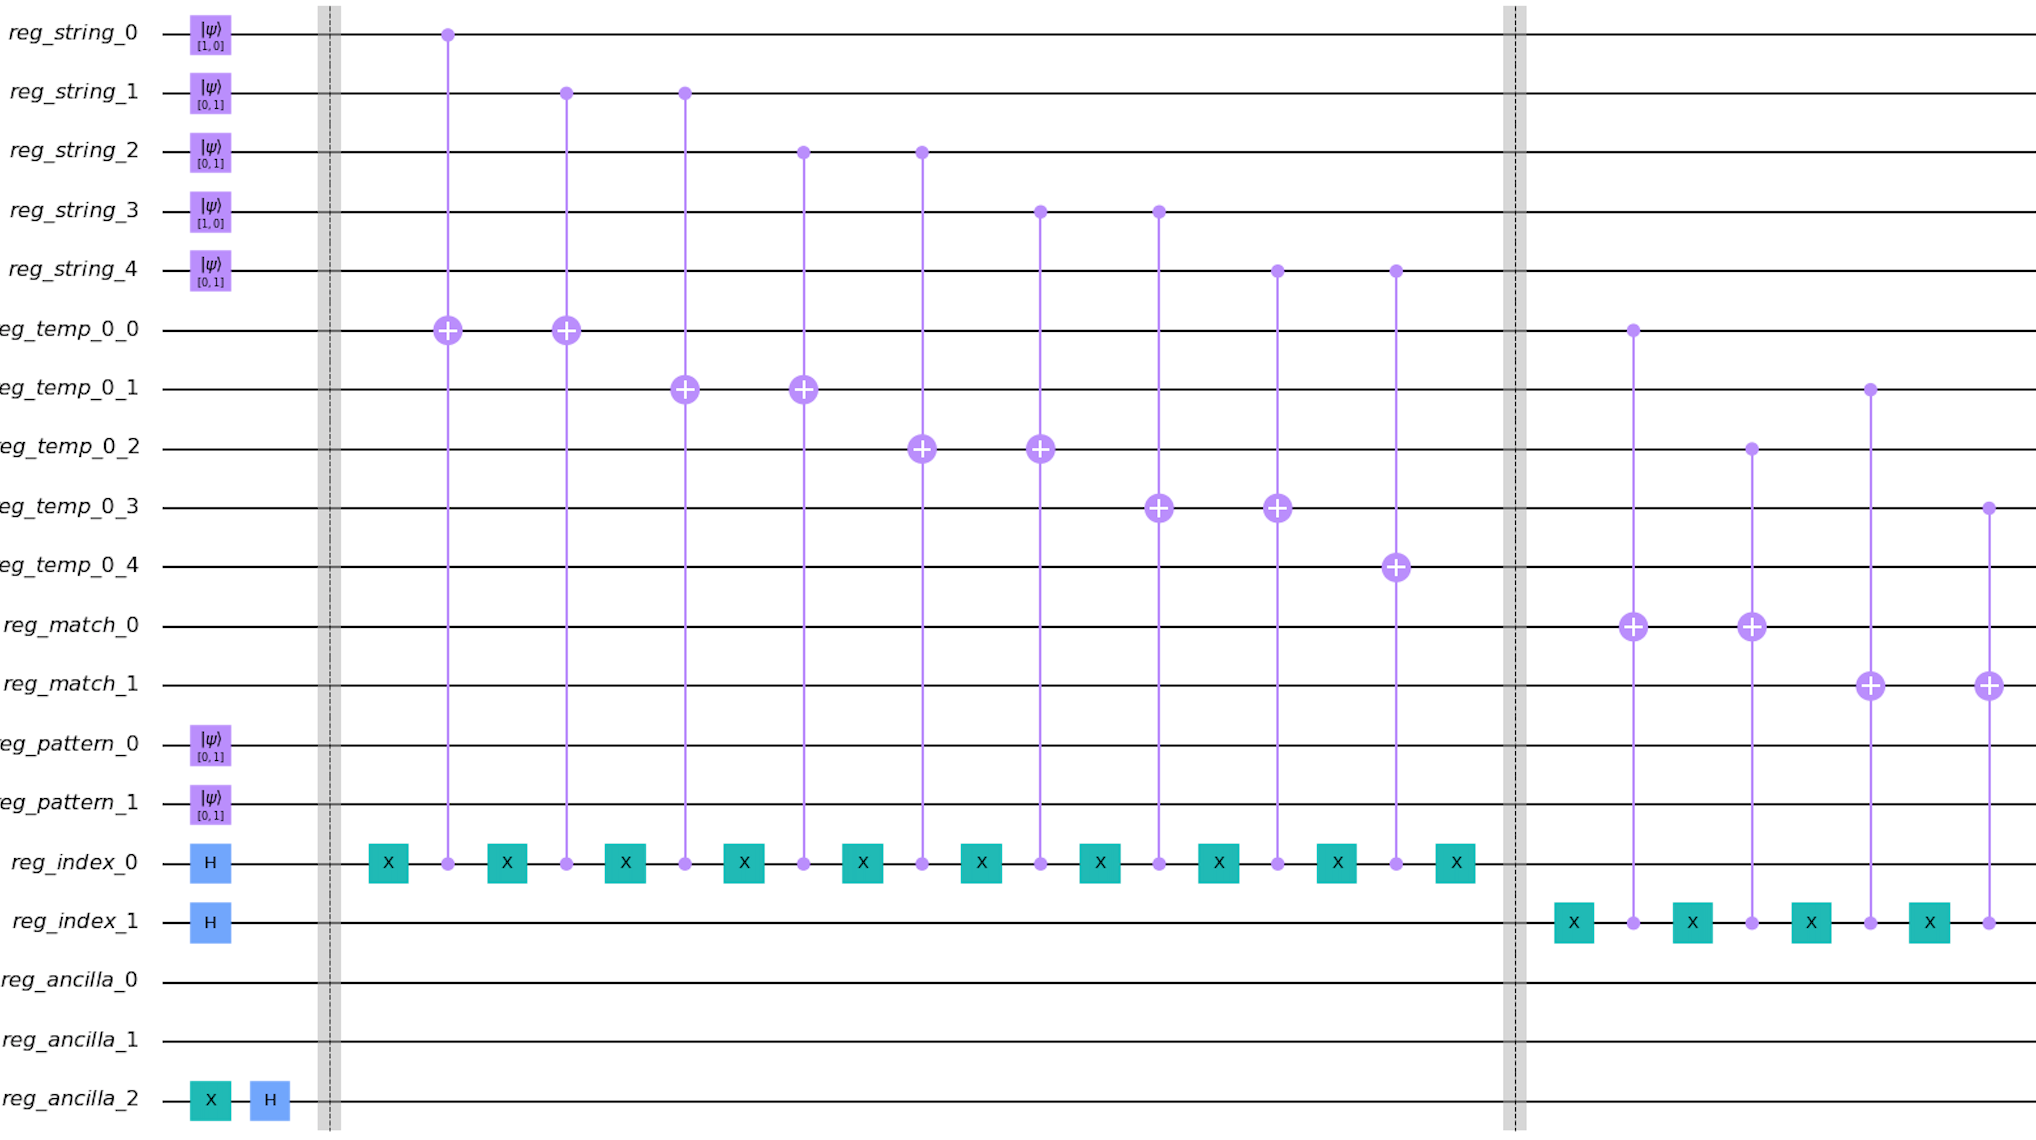 reg_string_0 |ψ⟩ [1, 0]
reg_string_1 |ψ⟩ [0, 1]
reg_string_2 |ψ⟩ [0, 1]
reg_string_3 |ψ⟩ [1, 0]
reg_string_4 |ψ⟩ [0, 1]
eg_temp_0_0
eg_temp_0_1
eg_temp_0_2
eg_temp_0_3
eg_temp_0_4
reg_match_0
reg_match_1
eg_pattern_0 |ψ⟩ [0, 1]
eg_pattern_1 |ψ⟩ [0, 1]
reg_index_0 H X X X X X X X X X X
reg_index_1 H X X X X
reg_ancilla_0
reg_ancilla_1
reg_ancilla_2 X H